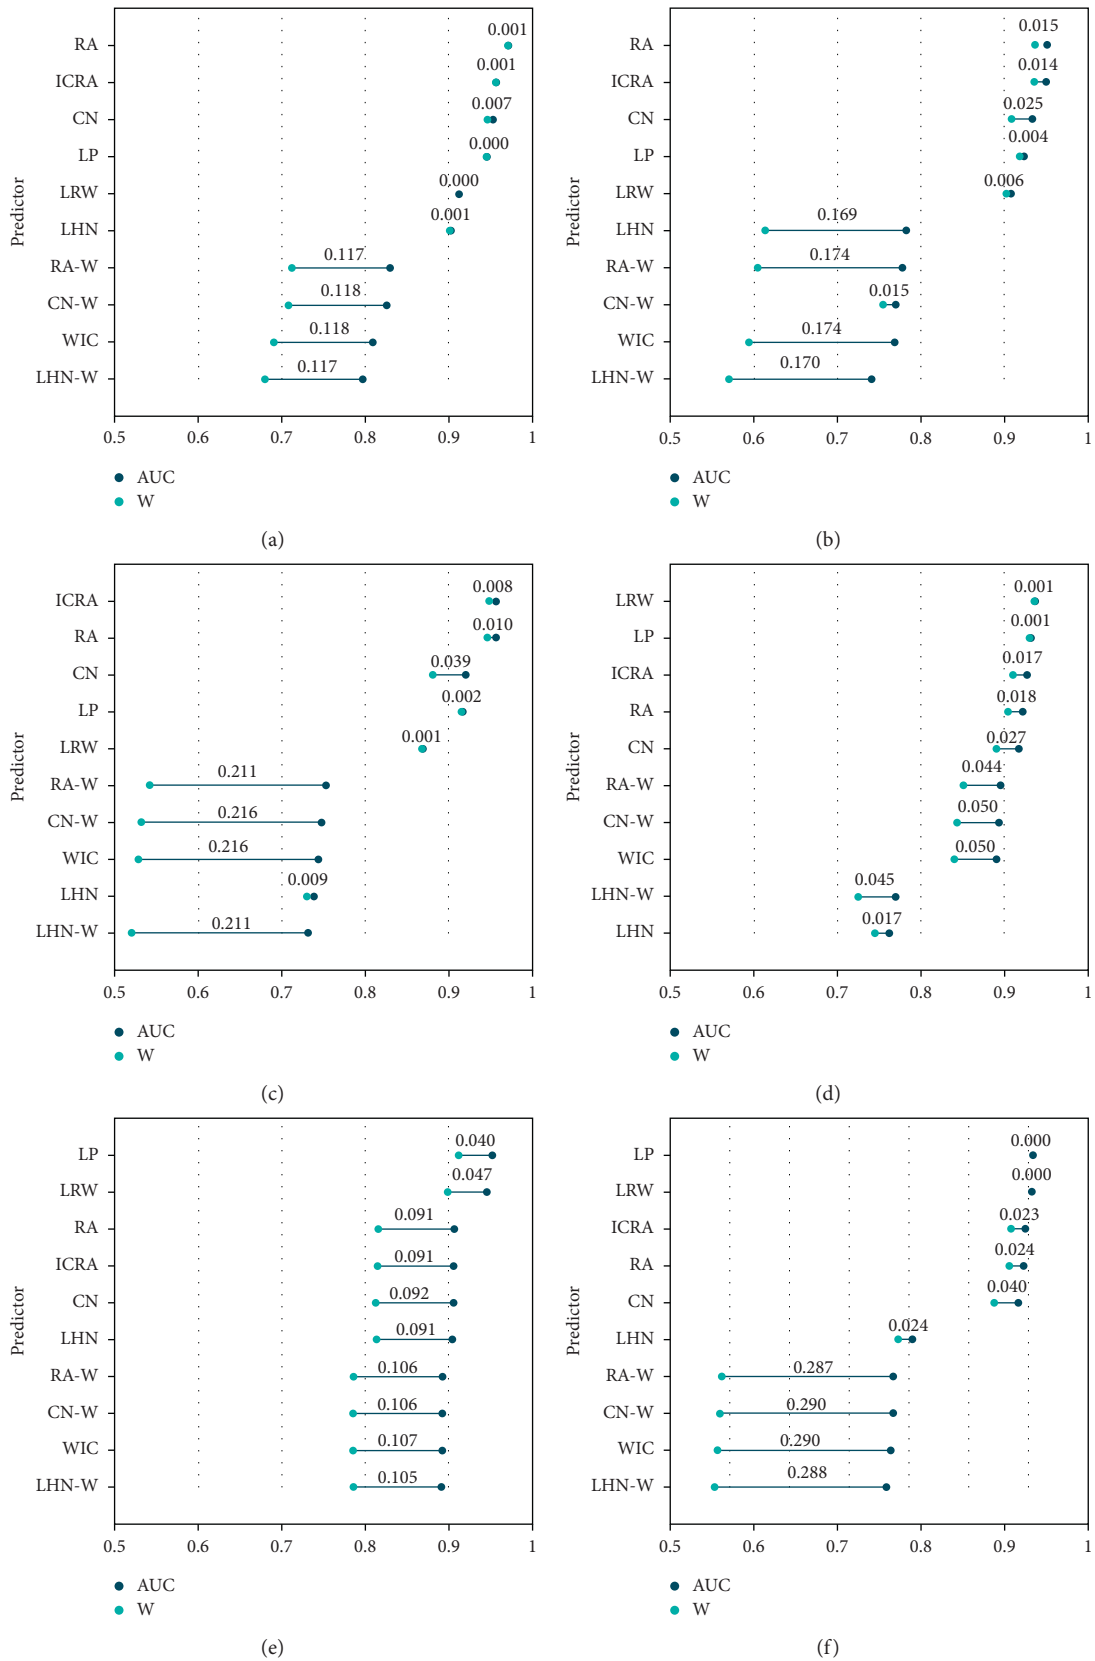 Predictor
RA 0.001
ICRA 0.001
CN 0.007
LP 0.000
LRW 0.000
LHN 0.001
RA-W 0.117
CN-W 0.118
WIC 0.118
LHN-W 0.117
0.5 0.6 0.7 0.8 0.9 1
AUC
W
(a)
Predictor
RA 0.015
ICRA 0.014
CN 0.025
LP 0.004
LRW 0.006
LHN 0.169
RA-W 0.174
CN-W 0.015
WIC 0.174
LHN-W 0.170
0.5 0.6 0.7 0.8 0.9 1
AUC
W
(b)
Predictor
ICRA 0.008
RA 0.010
CN 0.039
LP 0.002
LRW 0.001
RA-W 0.211
CN-W 0.216
WIC 0.216
LHN 0.009
LHN-W 0.211
0.5 0.6 0.7 0.8 0.9 1
AUC
W
(c)
Predictor
LRW 0.001
LP 0.001
ICRA 0.017
RA 0.018
CN 0.027
RA-W 0.044
CN-W 0.050
WIC 0.050
LHN-W 0.045
LHN 0.017
0.5 0.6 0.7 0.8 0.9 1
AUC
W
(d)
Predictor
LP 0.040
LRW 0.047
RA 0.091
ICRA 0.091
CN 0.092
LHN 0.091
RA-W 0.106
CN-W 0.106
WIC 0.107
LHN-W 0.105
0.5 0.6 0.7 0.8 0.9 1
AUC
W
(e)
Predictor
LP 0.000
LRW 0.000
ICRA 0.023
RA 0.024
CN 0.040
LHN 0.024
RA-W 0.287
CN-W 0.290
WIC 0.290
LHN-W 0.288
0.5 0.6 0.7 0.8 0.9 1
AUC
W
(f)